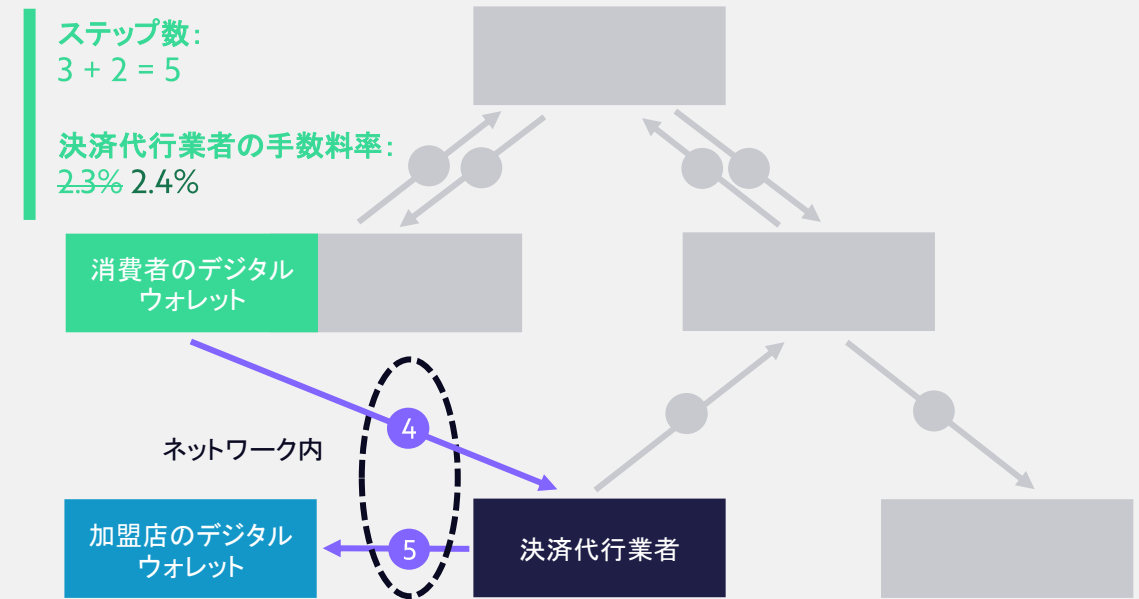 ステップ数:
3 + 2 = 5
決済代行業者の手数料率:
2.3% 2.4%
消費者のデジタル
ウォレット
4
ネットワーク内
加盟店のデジタル
ウォレット
5
決済代行業者